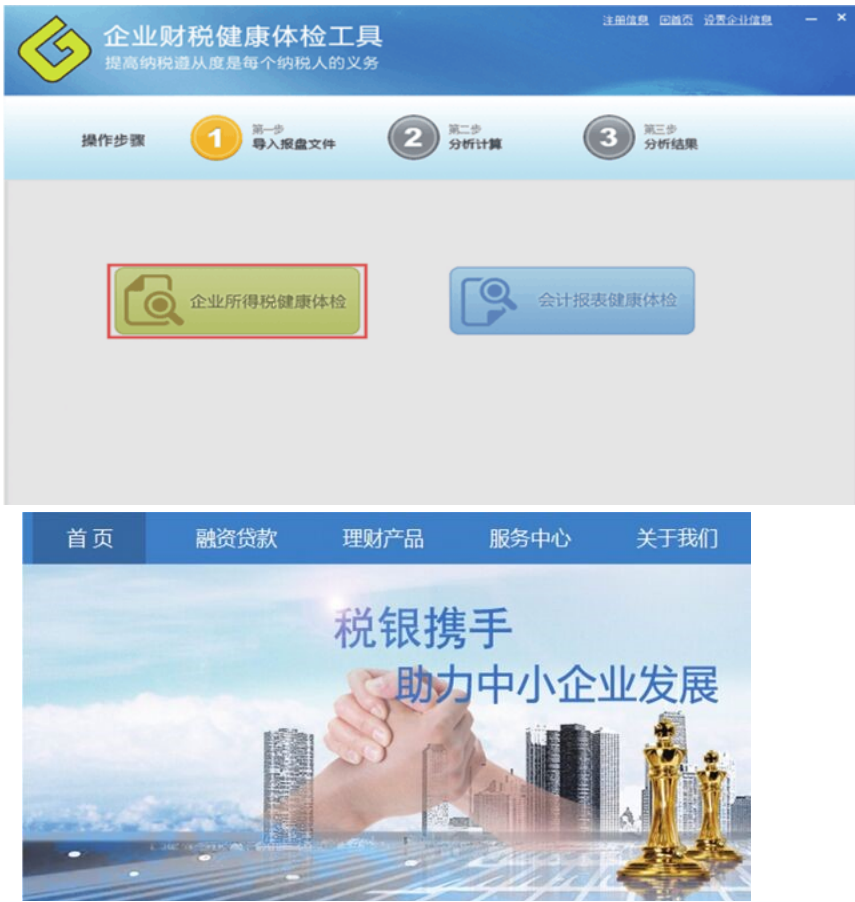 注册信息 回首页 设置企业信息
企业财税健康体检工具
提高纳税道从度是每个纳税人的义务
操作步骤
1
第一步
导入报盘文件
2
第二步
分析计算
3
第三步
分析结果
企业所得税健康体检
会计报表健康体检
首页 融资贷款 理财产品 服务中心 关于我们
税银携手
助力中小企业发展